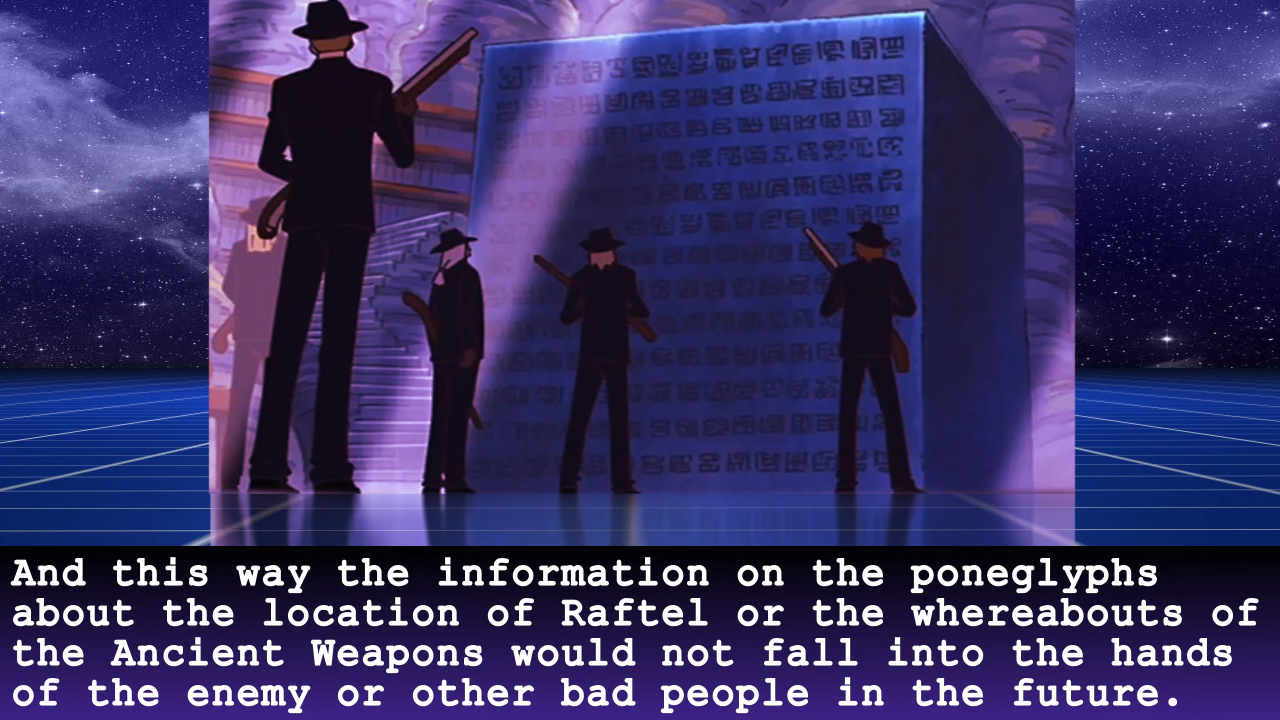 And this way the information on the poneglyphs
about the location of Raftel or the whereabouts of
the Ancient Weapons would not fall into the hands
of the enemy or other bad people in the future.